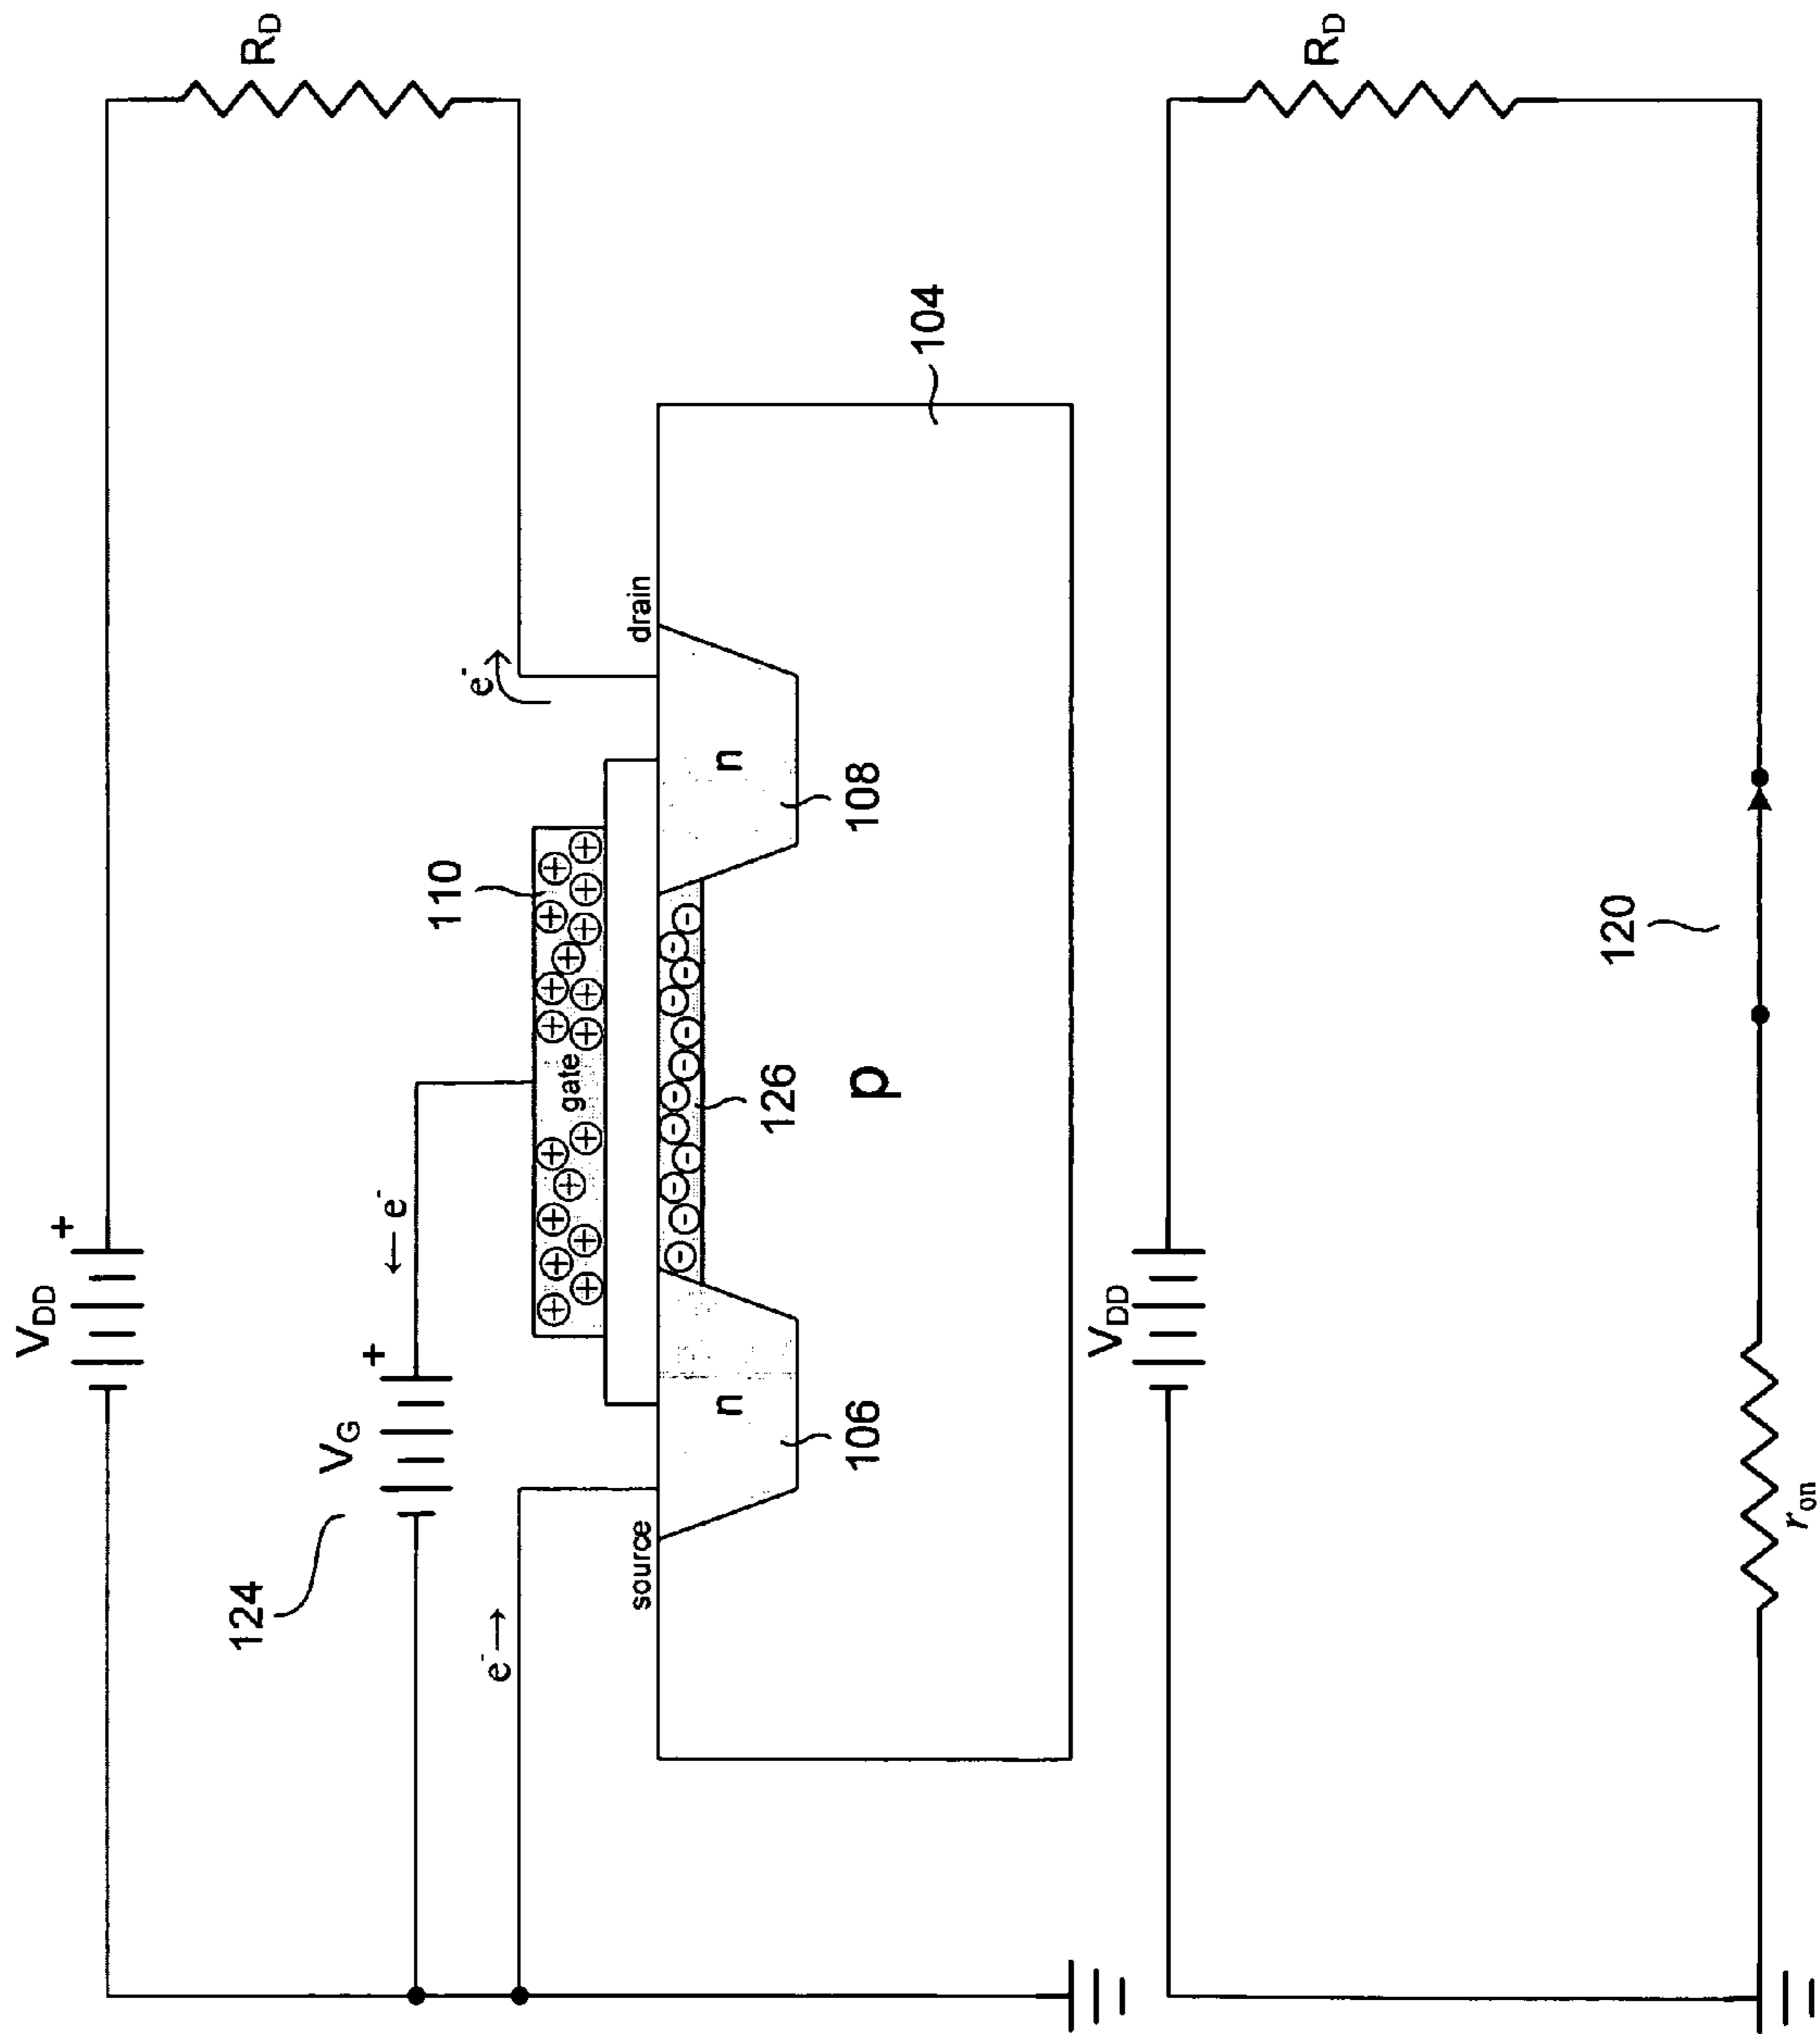 V_DD
+
R_D
124
V_G
+
← e⁻
110
e⁻
e⁻ →
gate
source
drain
n
n
126
106
108
p
104
V_DD
R_D
120
r_on